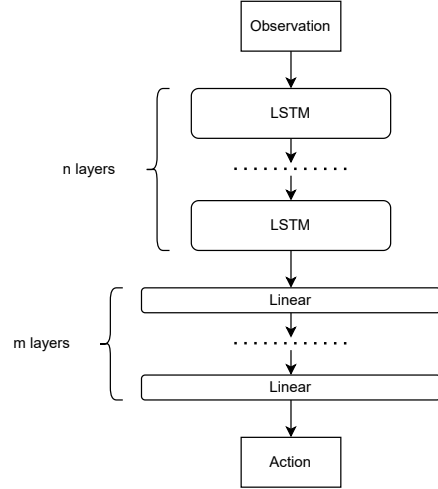 Observation
LSTM
n layers
LSTM
Linear
m layers
Linear
Action